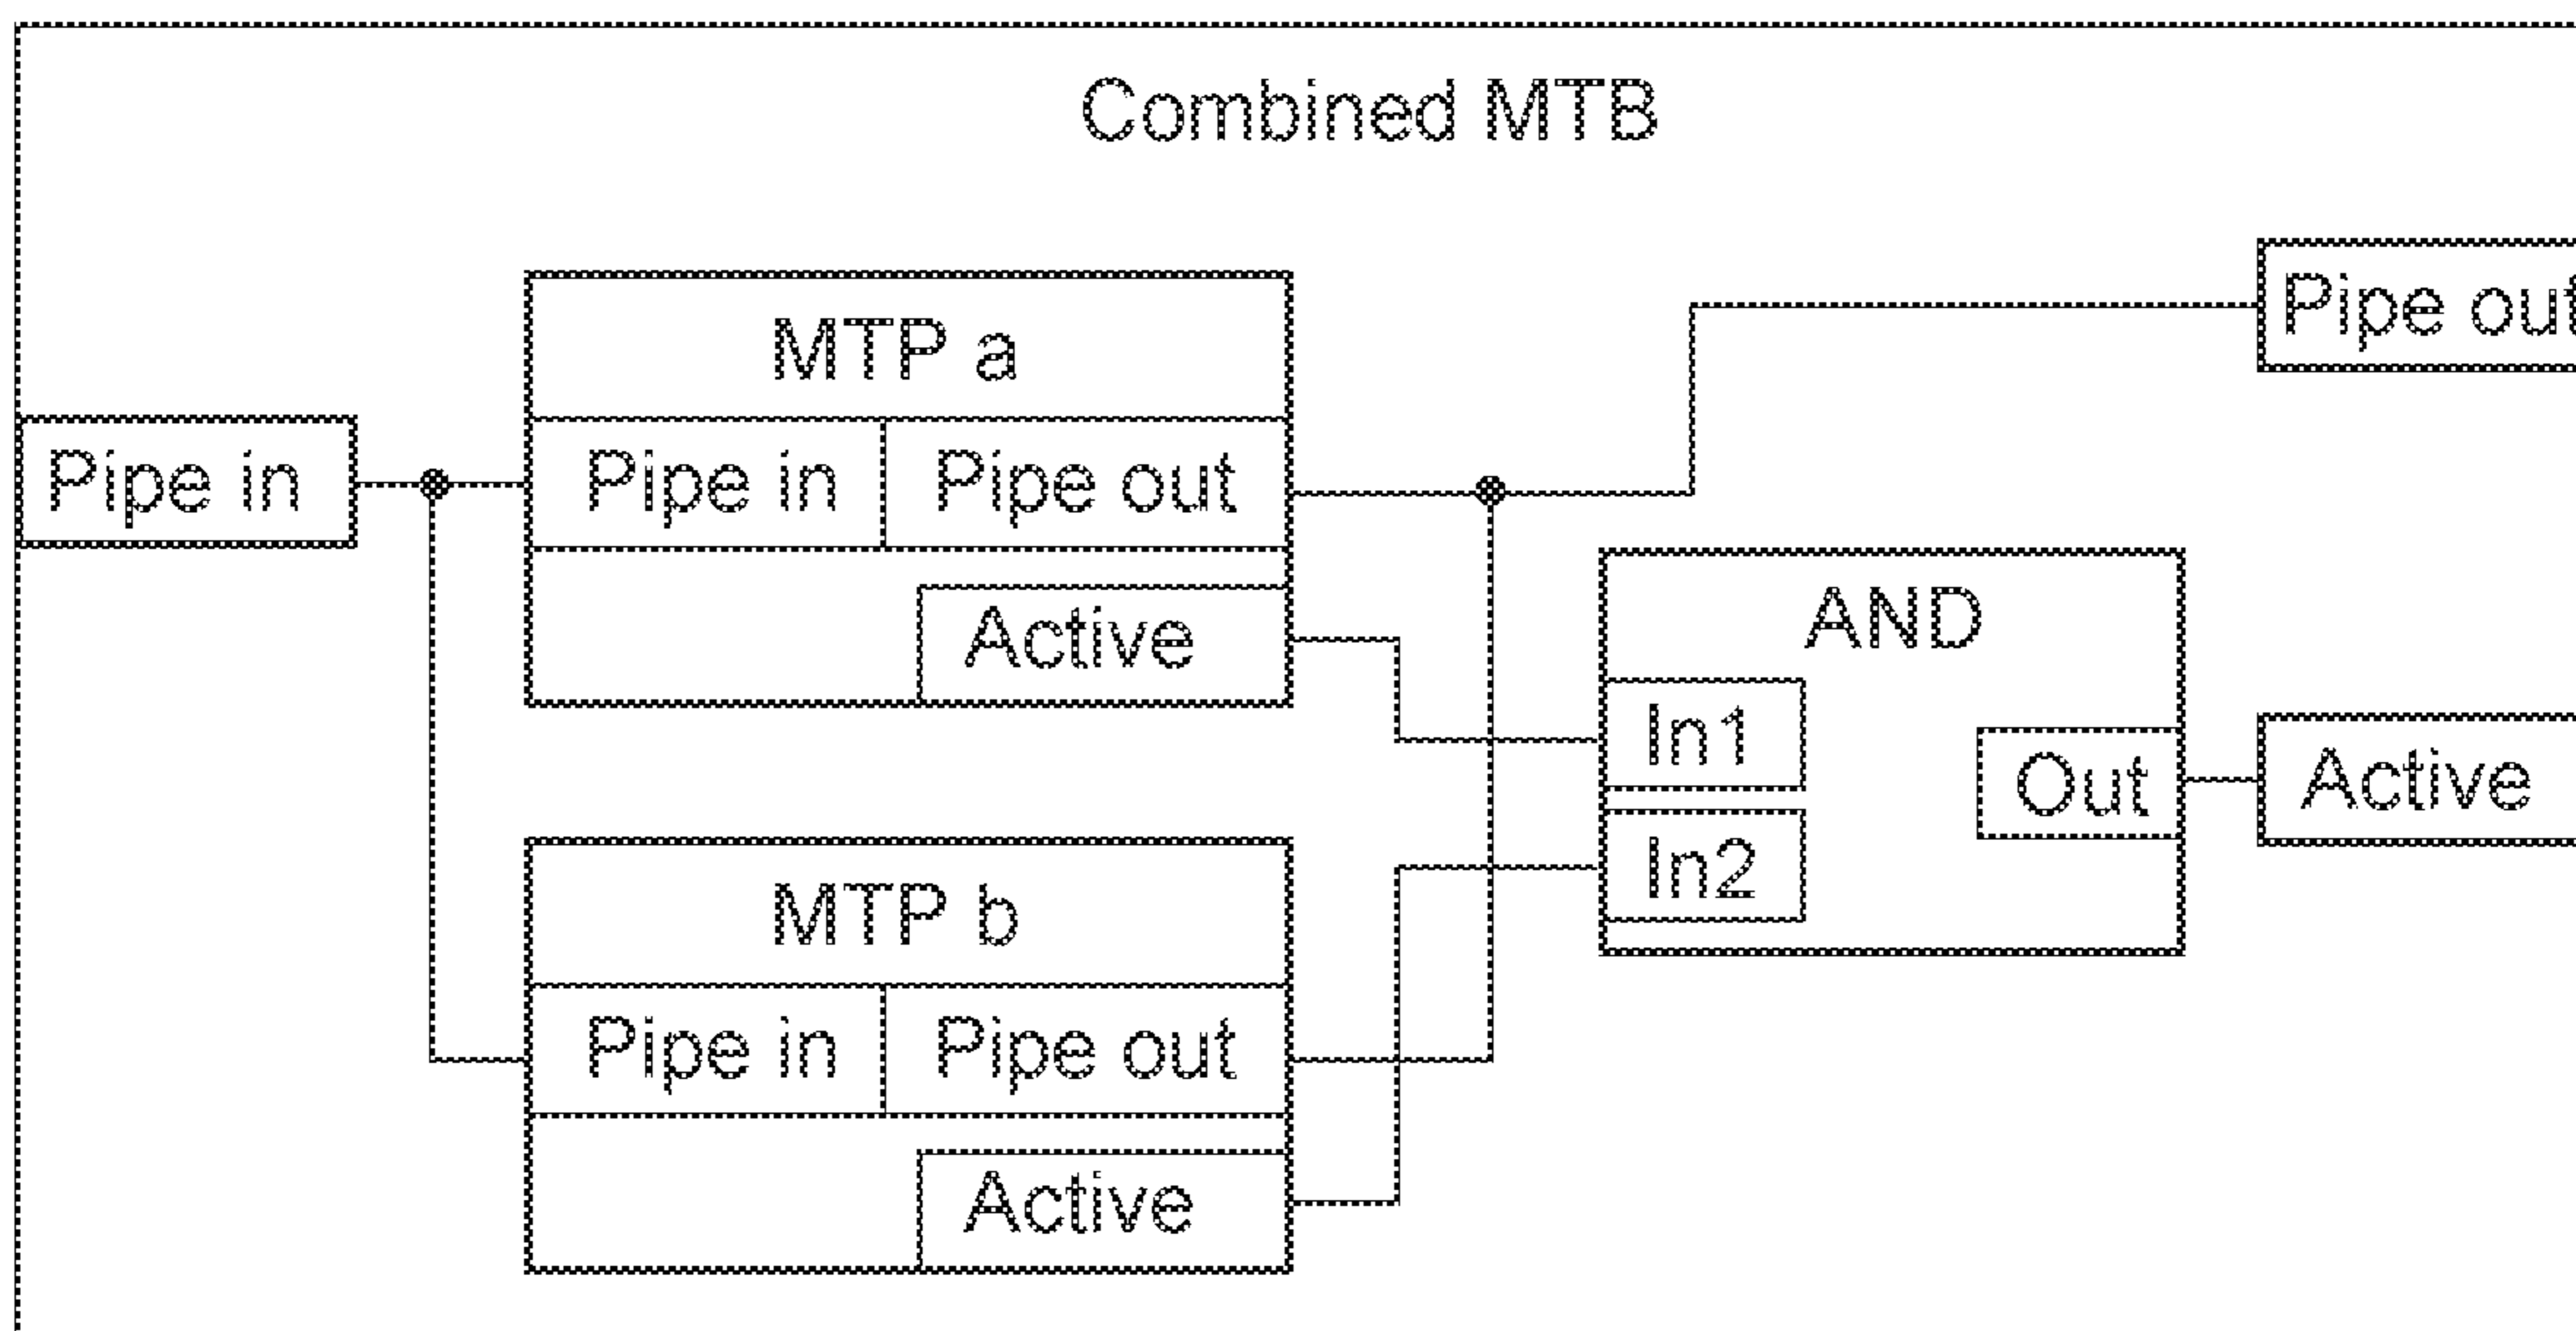 Combined MTB
Pipe out
MTP a
Pipe in
Pipe in
Pipe out
Active
AND
In1
Out
Active
In2
MTP b
Pipe in
Pipe out
Active